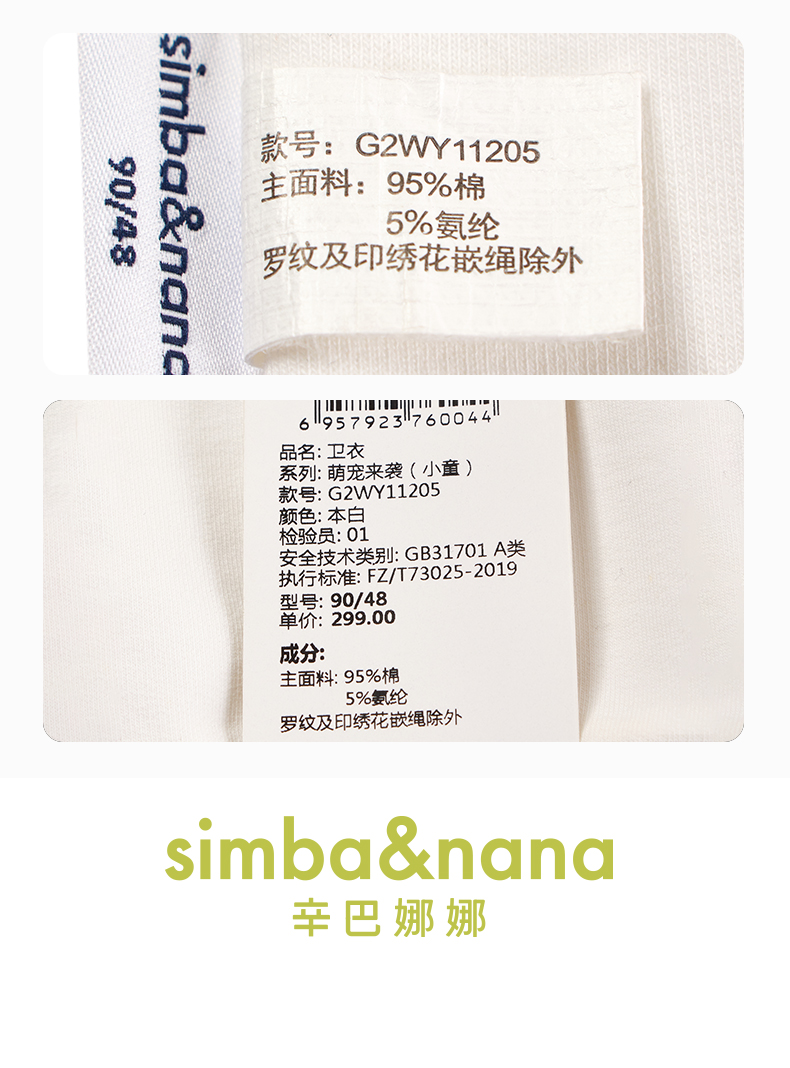 simba&nana
90/48
款号：G2WY11205
主面料：95%棉
5%氨纶
罗纹及印绣花嵌绳除外
6 957923 760044
品名: 卫衣
系列: 萌宠来袭（小童）
款号: G2WY11205
颜色: 本白
检验员: 01
安全技术类别: GB31701 A类
执行标准: FZ/T73025-2019
型号: 90/48
单价: 299.00
成分:
主面料: 95%棉
5%氨纶
罗纹及印绣花嵌绳除外
simba&nana
辛巴娜娜